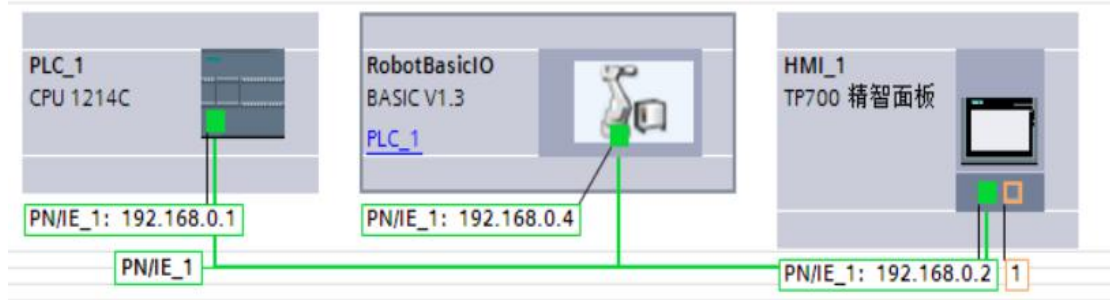 PLC_1
CPU 1214C
RobotBasicIO
BASIC V1.3
PLC_1
HMI_1
TP700 精智面板
PN/IE_1: 192.168.0.1
PN/IE_1: 192.168.0.4
PN/IE_1
PN/IE_1: 192.168.0.2
1